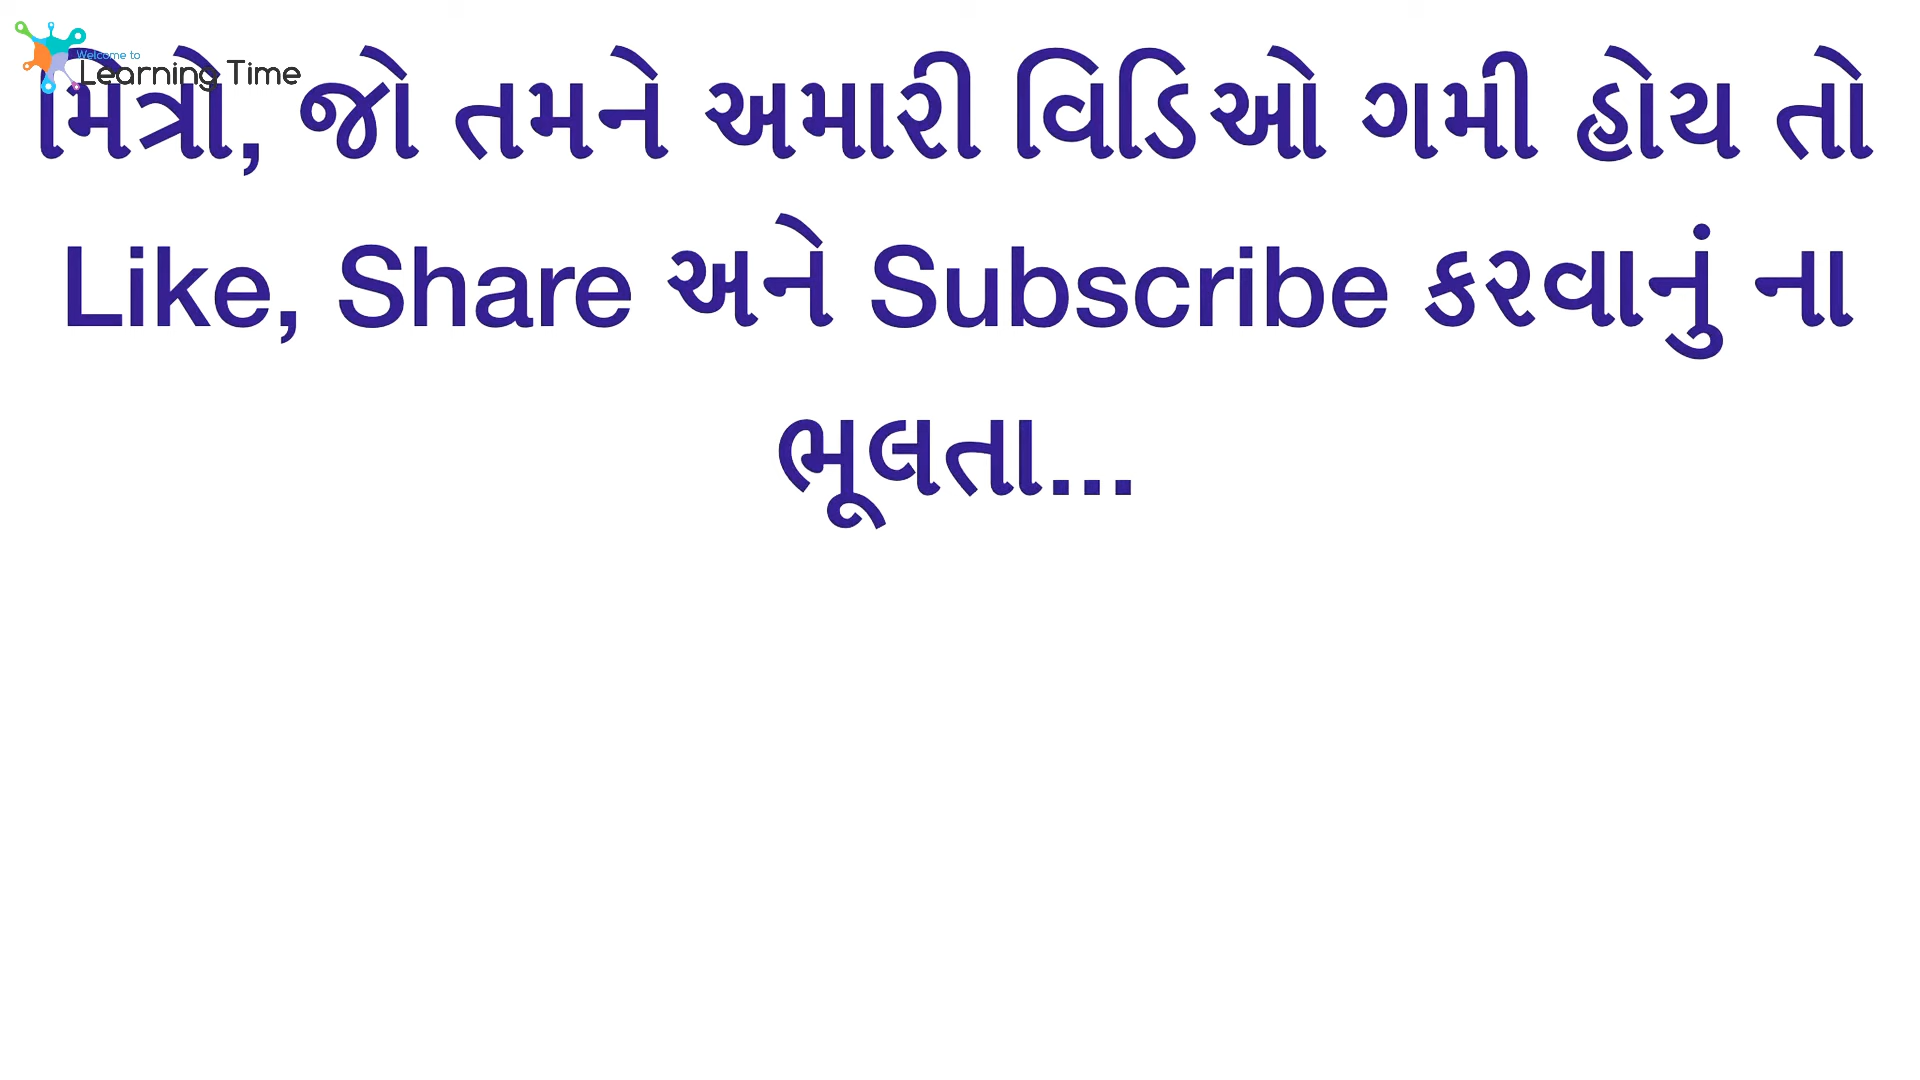 Welcome to
Learning Time
મિત્રો, જો તમને અમારી વિડિઓ ગમી હોય તો
Like, Share અને Subscribe કરવાનું ના
ભૂલતા...